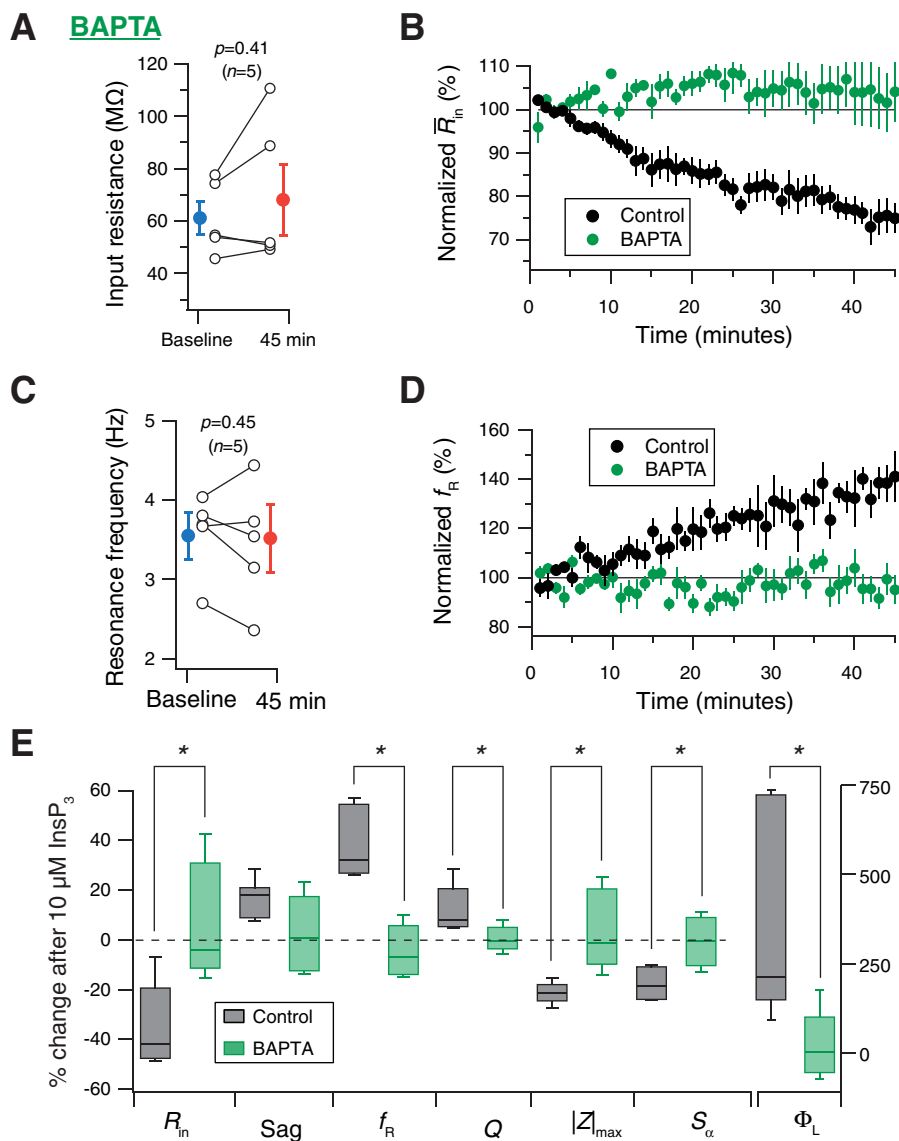 A BAPTA
p=0.41
(n=5)
Input resistance (MΩ)
120
100
80
60
40
Baseline
45 min
B
Normalized R̅in (%)
110
100
90
80
70
Control
BAPTA
0
10
20
30
40
Time (minutes)
C
p=0.45
(n=5)
Resonance frequency (Hz)
5
4
3
2
Baseline
45 min
D
Normalized fR (%)
160
140
120
100
80
Control
BAPTA
0
10
20
30
40
Time (minutes)
E
% change after 10 µM InsP3
60
40
20
0
-20
-40
-60
* * * * * *
750
500
250
0
Control
BAPTA
Rin Sag fR Q |Z|max Sα ΦL